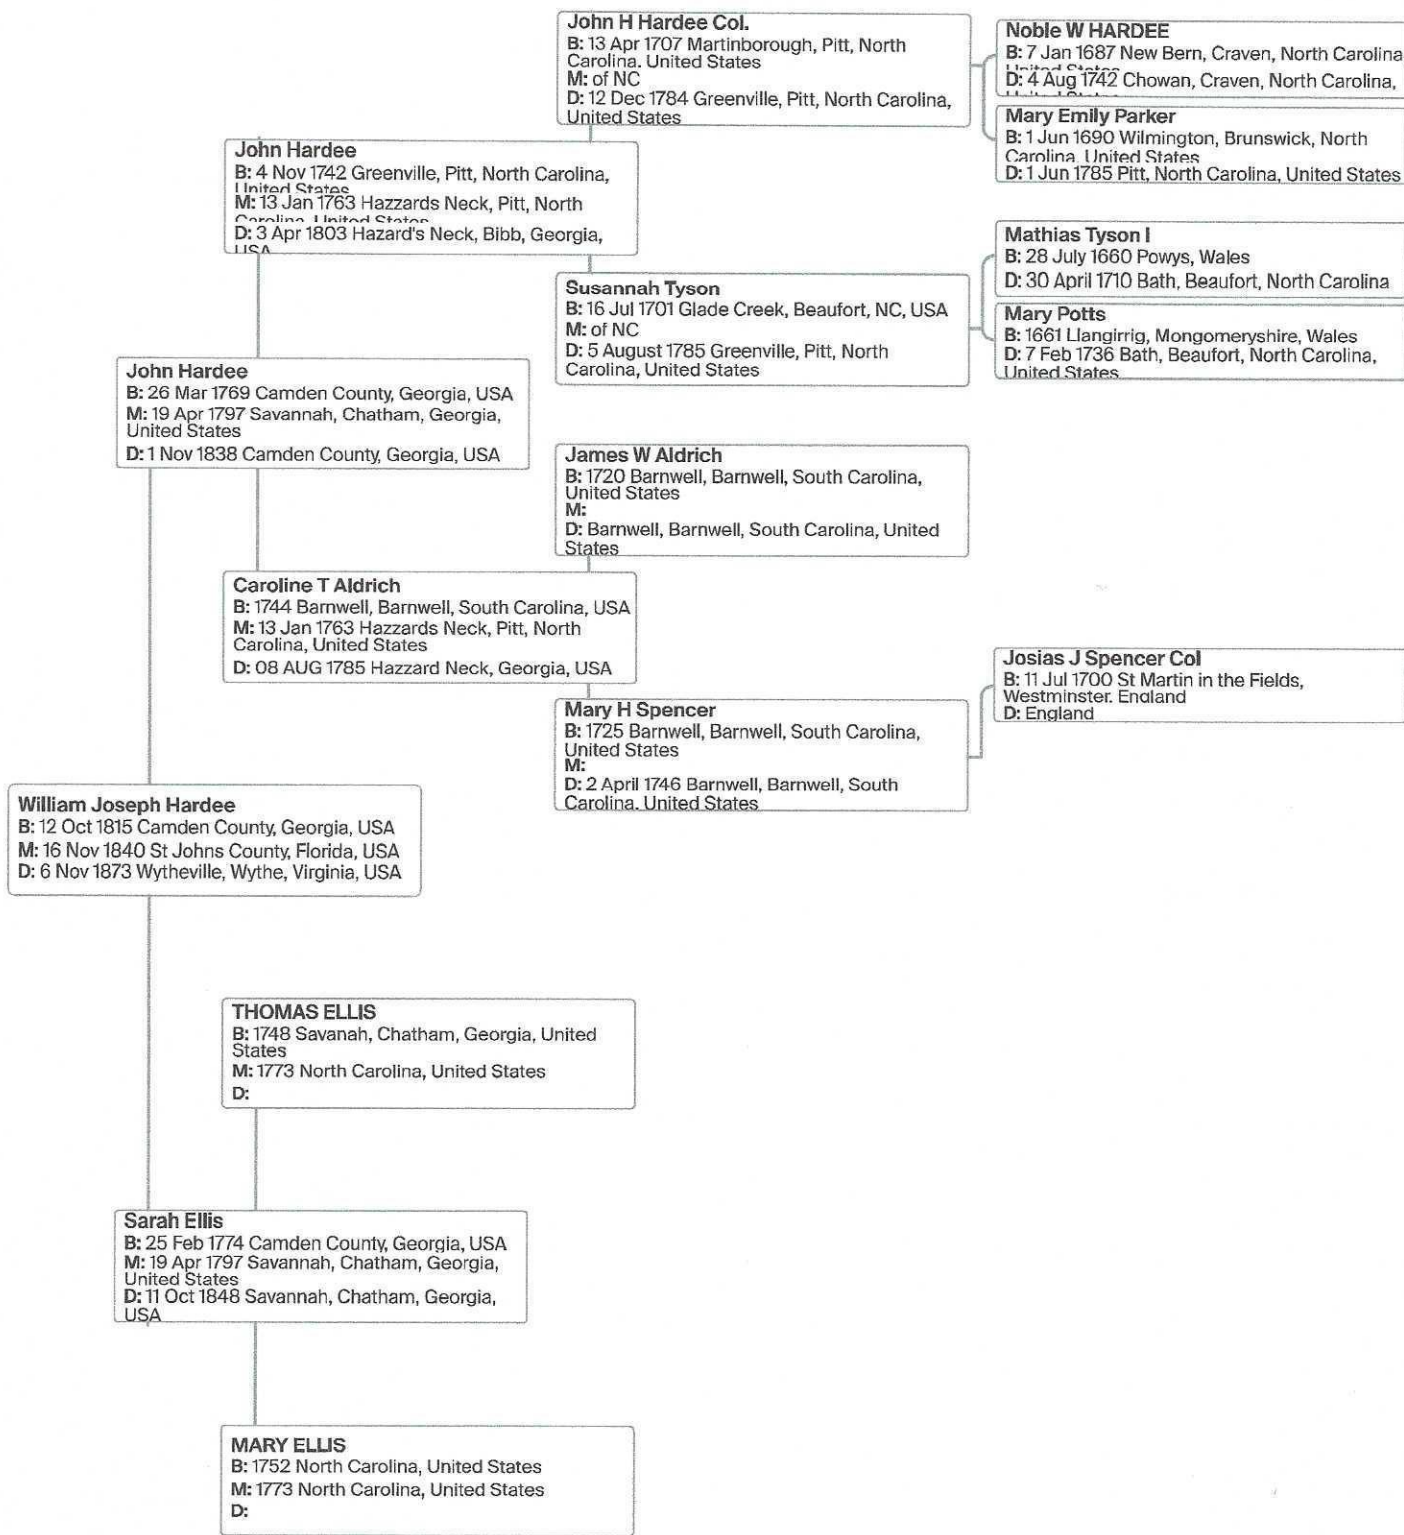 John H Hardee Col.
B: 13 Apr 1707 Martinborough, Pitt, North
Carolina. United States
M: of NC
D: 12 Dec 1784 Greenville, Pitt, North Carolina,
United States
Noble W HARDEE
B: 7 Jan 1687 New Bern, Craven, North Carolina
United States
D: 4 Aug 1742 Chowan, Craven, North Carolina,
United States
Mary Emily Parker
B: 1 Jun 1690 Wilmington, Brunswick, North
Carolina, United States
D: 1 Jun 1785 Pitt, North Carolina, United States
John Hardee
B: 4 Nov 1742 Greenville, Pitt, North Carolina,
United States
M: 13 Jan 1763 Hazzards Neck, Pitt, North
Carolina, United States
D: 3 Apr 1803 Hazard's Neck, Bibb, Georgia,
USA
Mathias Tyson I
B: 28 July 1660 Powys, Wales
D: 30 April 1710 Bath, Beaufort, North Carolina
Susannah Tyson
B: 16 Jul 1701 Glade Creek, Beaufort, NC, USA
M: of NC
D: 5 August 1785 Greenville, Pitt, North
Carolina, United States
Mary Potts
B: 1661 Llangirrig, Mongomeryshire, Wales
D: 7 Feb 1736 Bath, Beaufort, North Carolina,
United States
John Hardee
B: 26 Mar 1769 Camden County, Georgia, USA
M: 19 Apr 1797 Savannah, Chatham, Georgia,
United States
D: 1 Nov 1838 Camden County, Georgia, USA
James W Aldrich
B: 1720 Barnwell, Barnwell, South Carolina,
United States
M:
D: Barnwell, Barnwell, South Carolina, United
States
Caroline T Aldrich
B: 1744 Barnwell, Barnwell, South Carolina, USA
M: 13 Jan 1763 Hazzards Neck, Pitt, North
Carolina, United States
D: 08 AUG 1785 Hazzard Neck, Georgia, USA
Josias J Spencer Col
B: 11 Jul 1700 St Martin in the Fields,
Westminster. England
D: England
Mary H Spencer
B: 1725 Barnwell, Barnwell, South Carolina,
United States
M:
D: 2 April 1746 Barnwell, Barnwell, South
Carolina. United States
William Joseph Hardee
B: 12 Oct 1815 Camden County, Georgia, USA
M: 16 Nov 1840 St Johns County, Florida, USA
D: 6 Nov 1873 Wytheville, Wythe, Virginia, USA
THOMAS ELLIS
B: 1748 Savanah, Chatham, Georgia, United
States
M: 1773 North Carolina, United States
D:
Sarah Ellis
B: 25 Feb 1774 Camden County, Georgia, USA
M: 19 Apr 1797 Savannah, Chatham, Georgia,
United States
D: 11 Oct 1848 Savannah, Chatham, Georgia,
USA
MARY ELLIS
B: 1752 North Carolina, United States
M: 1773 North Carolina, United States
D: